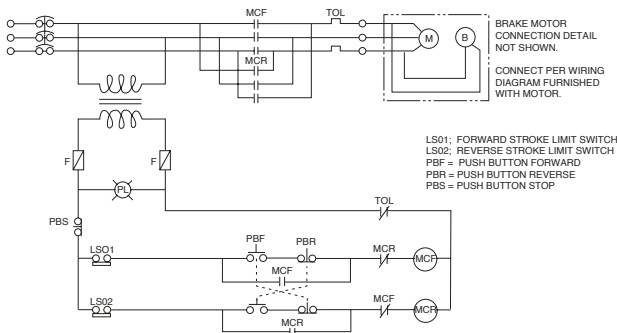 MCF
TOL
BRAKE MOTOR
CONNECTION DETAIL
NOT SHOWN.
M
B
MCR
CONNECT PER WIRING
DIAGRAM FURNISHED
WITH MOTOR.
LS01; FORWARD STROKE LIMIT SWITCH
LS02; REVERSE STROKE LIMIT SWITCH
PBF = PUSH BUTTON FORWARD
PBR = PUSH BUTTON REVERSE
PBS = PUSH BUTTON STOP
F
F
PL
TOL
PBS
LSO1
PBF
PBR
MCR
MCF
MCF
LS02
MCF
MCR
MCR